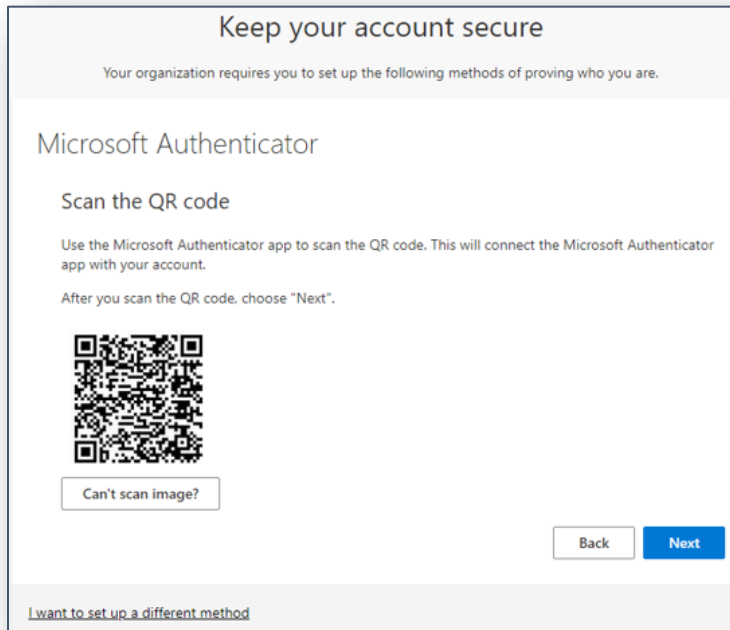 Keep your account secure
Your organization requires you to set up the following methods of proving who you are.
Microsoft Authenticator
Scan the QR code
Use the Microsoft Authenticator app to scan the QR code. This will connect the Microsoft Authenticator
app with your account.
After you scan the QR code, choose "Next".
Can't scan image?
Back
Next
I want to set up a different method